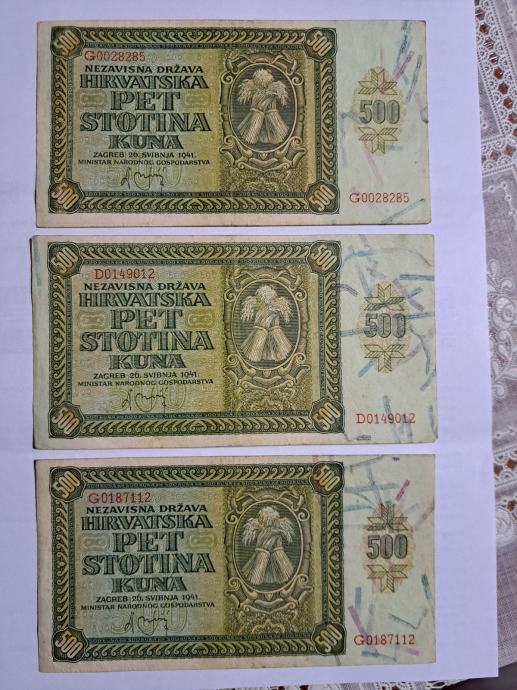 500 500
G0028285
NEZAVISNA DRŽAVA
HRVATSKA
PET
STOTINA
KUNA
ZAGREB 26. SVIBNJA 1941.
MINISTAR NARODNOG GOSPODARSTVA
500
500 500
G0028285
500 500
D0149012
NEZAVISNA DRŽAVA
HRVATSKA
PET
STOTINA
KUNA
ZAGREB 26. SVIBNJA 1941.
MINISTAR NARODNOG GOSPODARSTVA
500
500 500
D0149012
500 500
G0187112
NEZAVISNA DRŽAVA
HRVATSKA
PET
STOTINA
KUNA
ZAGREB 26. SVIBNJA 1941.
MINISTAR NARODNOG GOSPODARSTVA
500
500 500
G0187112